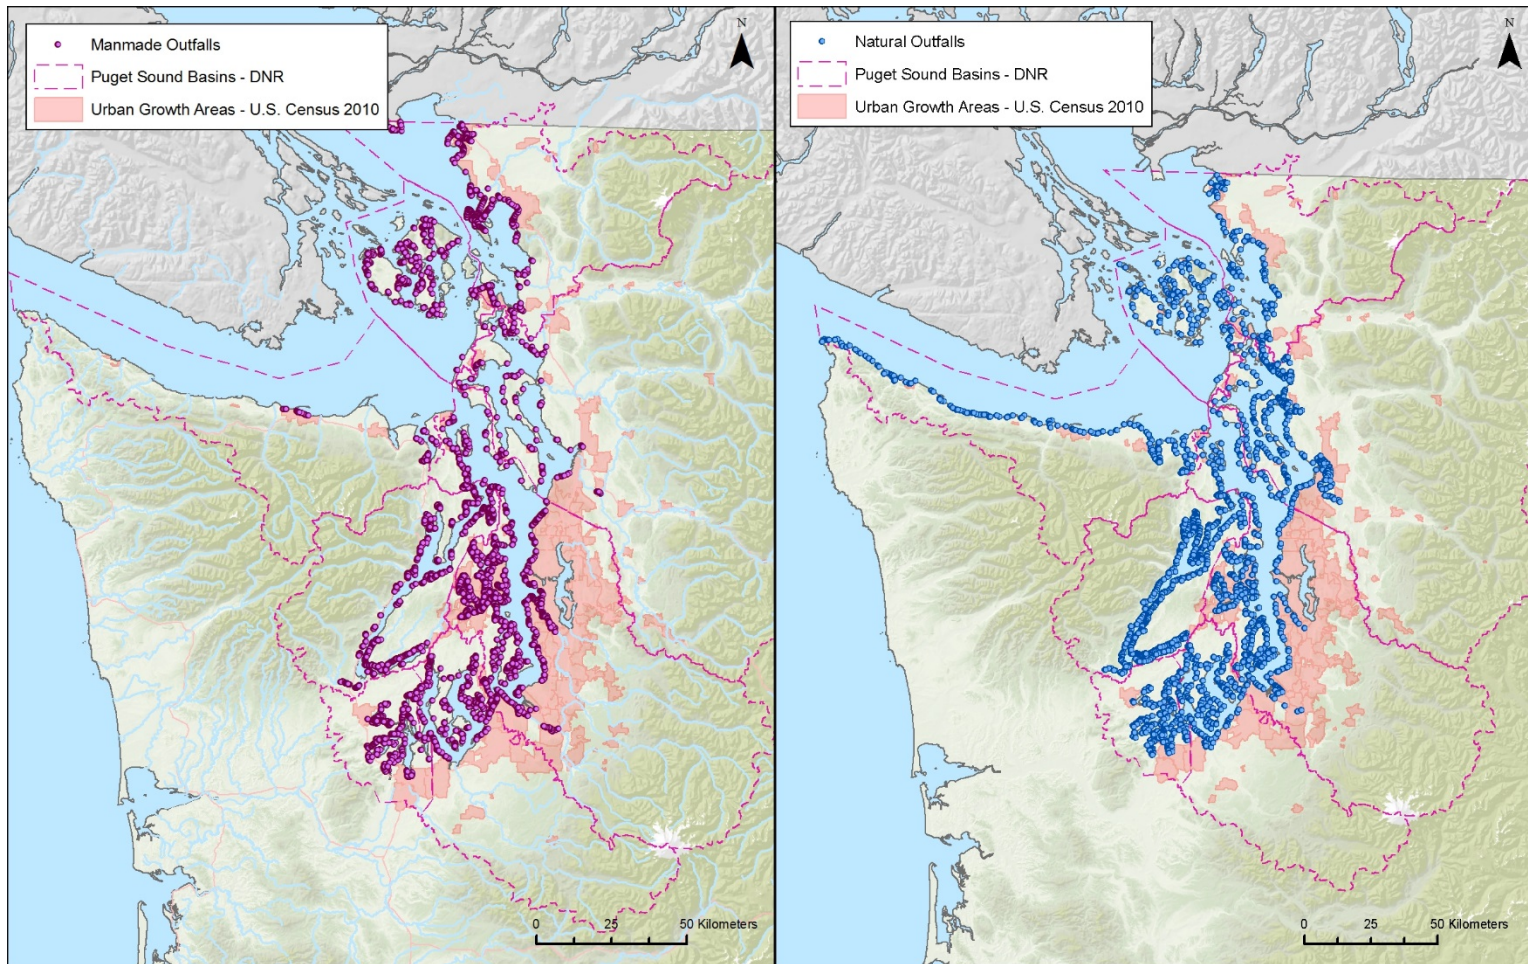 Manmade Outfalls
Puget Sound Basins - DNR
Urban Growth Areas - U.S. Census 2010
N
0 25 50 Kilometers
Natural Outfalls
Puget Sound Basins - DNR
Urban Growth Areas - U.S. Census 2010
N
0 25 50 Kilometers